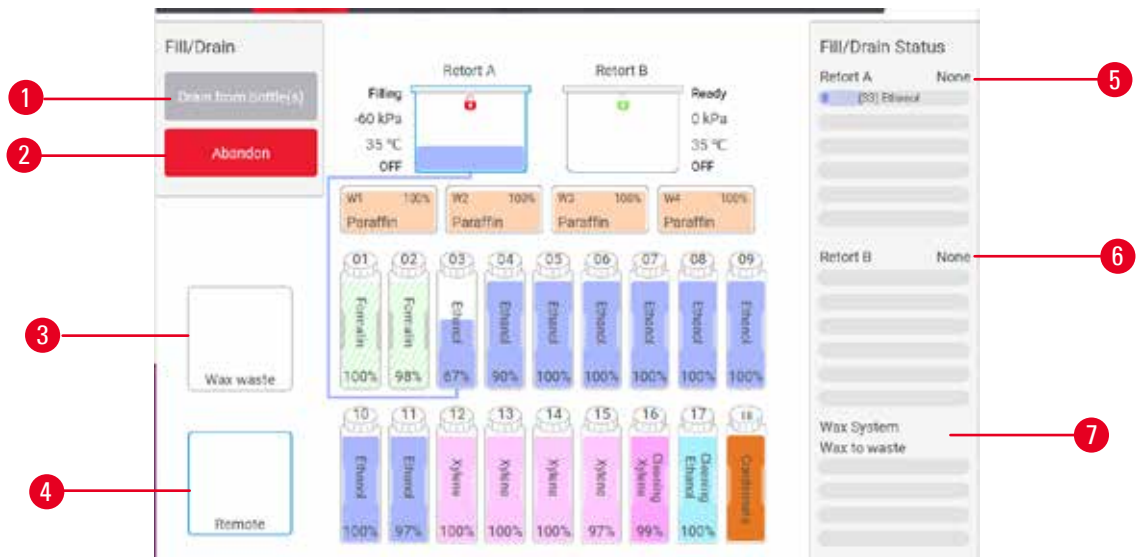 Fill/Drain
Drain from bottle(s)
Abandon
1
2
3
4
Wax waste
Remote
Retort A
Filling
-60 kPa
35 °C
OFF
Retort B
Ready
0 kPa
35 °C
OFF
W1 100%
Paraffin
W2 100%
Paraffin
W3 100%
Paraffin
W4 100%
Paraffin
01 02 03 04 05 06 07 08 09
Formalin Formalin Ethanol Ethanol Ethanol Ethanol Ethanol Ethanol Ethanol
100% 98% 67% 90% 100% 100% 100% 100% 100%
10 11 12 13 14 15 16 17 18
Ethanol Ethanol Xylene Xylene Xylene Xylene Cleaning Xylene Cleaning Ethanol Condensate
100% 97% 100% 100% 100% 97% 99% 100%
Fill/Drain Status
Retort A None
(S3) Ethanol
Retort B None
Wax System
Wax to waste
5
6
7